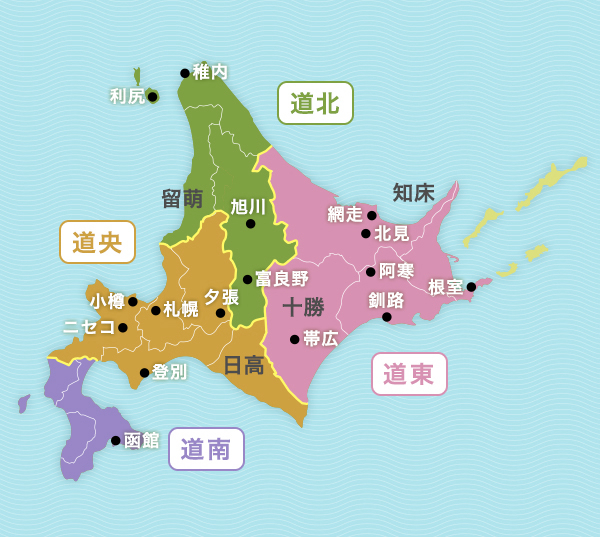 稚内
利尻
道北
留萌
知床
旭川
網走
北見
道央
阿寒
富良野
根室
夕張
小樽
札幌
十勝
釧路
ニセコ
帯広
日高
登別
道東
函館
道南